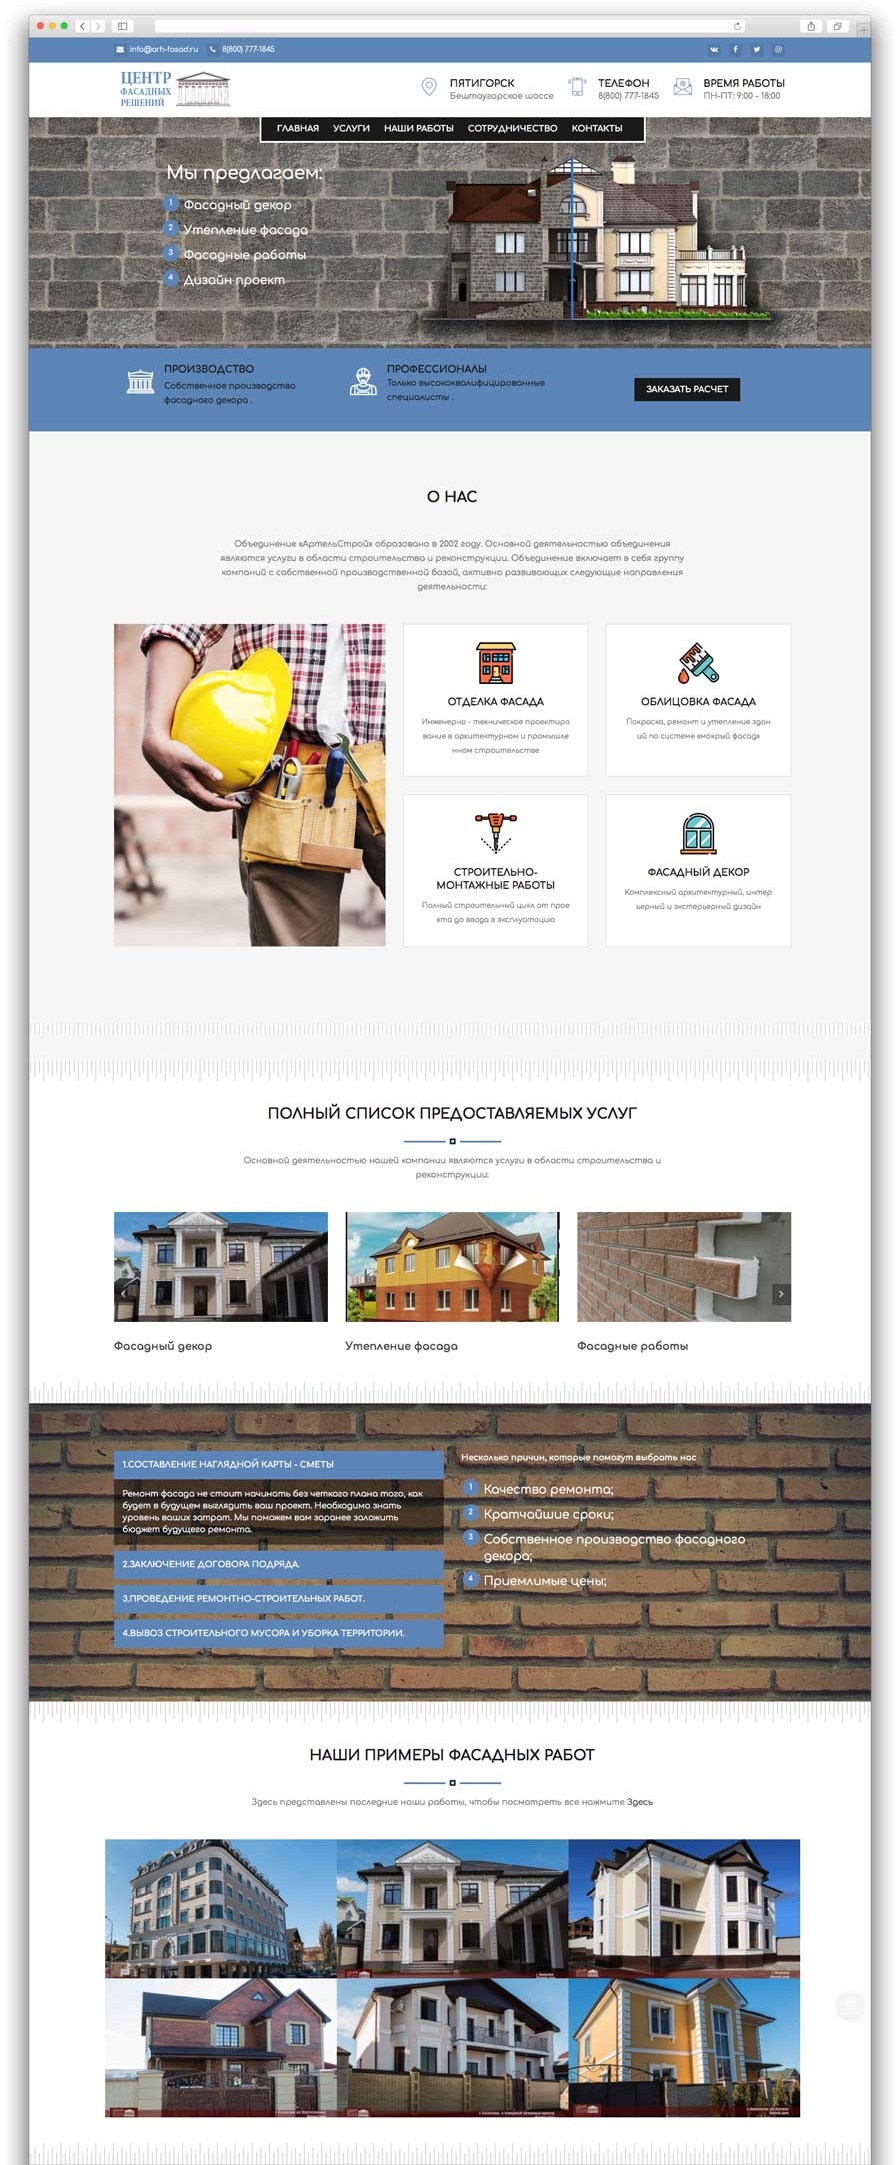 info@arh-fasad.ru 8(800) 777-1845
ЦЕНТР
ФАСАДНЫХ
РЕШЕНИЙ
ПЯТИГОРСК
Бештаугорское шоссе
ТЕЛЕФОН
8(800) 777-1845
ВРЕМЯ РАБОТЫ
ПН-ПТ: 9:00 - 18:00
ГЛАВНАЯ УСЛУГИ НАШИ РАБОТЫ СОТРУДНИЧЕСТВО КОНТАКТЫ
Мы предлагаем:
1 Фасадный декор
2 Утепление фасада
3 Фасадные работы
4 Дизайн проект
ПРОИЗВОДСТВО
Собственное производство
фасадного декора .
ПРОФЕССИОНАЛЫ
Только высококвалифицированные
специалисты .
ЗАКАЗАТЬ РАСЧЕТ
О НАС
Объединение «АртельСтрой» образовано в 2002 году. Основной деятельностью объединения
являются услуги в области строительства и реконструкции. Объединение включает в себя группу
компаний с собственной производственной базой, активно развивающих следующие направления
деятельности:
ОТДЕЛКА ФАСАДА
Инженерно - техническое проектиро
вание в архитектурном и промышле
нном строительстве
ОБЛИЦОВКА ФАСАДА
Покраска, ремонт и утепление здан
ий по системе «мокрый фасад»
СТРОИТЕЛЬНО-
МОНТАЖНЫЕ РАБОТЫ
Полный строительный цикл от прое
кта до ввода в эксплуатацию
ФАСАДНЫЙ ДЕКОР
Комплексный архитектурный, интер
ьерный и экстерьерный дизайн
ПОЛНЫЙ СПИСОК ПРЕДОСТАВЛЯЕМЫХ УСЛУГ
Основной деятельностью нашей компании являются услуги в области строительства и
реконструкции:
Фасадный декор
Утепление фасада
Фасадные работы
1.СОСТАВЛЕНИЕ НАГЛЯДНОЙ КАРТЫ - СМЕТЫ
Ремонт фасада не стоит начинать без четкого плана того, как
будет в будущем выглядить ваш проект. Необходимо знать
уровень ваших затрат. Мы поможем вам заранее заложить
бюджет будущего ремонта.
2.ЗАКЛЮЧЕНИЕ ДОГОВОРА ПОДРЯДА.
3.ПРОВЕДЕНИЕ РЕМОНТНО-СТРОИТЕЛЬНЫХ РАБОТ.
4.ВЫВОЗ СТРОИТЕЛЬНОГО МУСОРА И УБОРКА ТЕРРИТОРИИ.
Несколько причин, которые помогут выбрать нас
1 Качество ремонта;
2 Кратчайшие сроки;
3 Собственное производство фасадного
декора;
4 Приемлимые цены;
НАШИ ПРИМЕРЫ ФАСАДНЫХ РАБОТ
Здесь представлены последние наши работы, чтобы посмотреть все нажмите Здесь